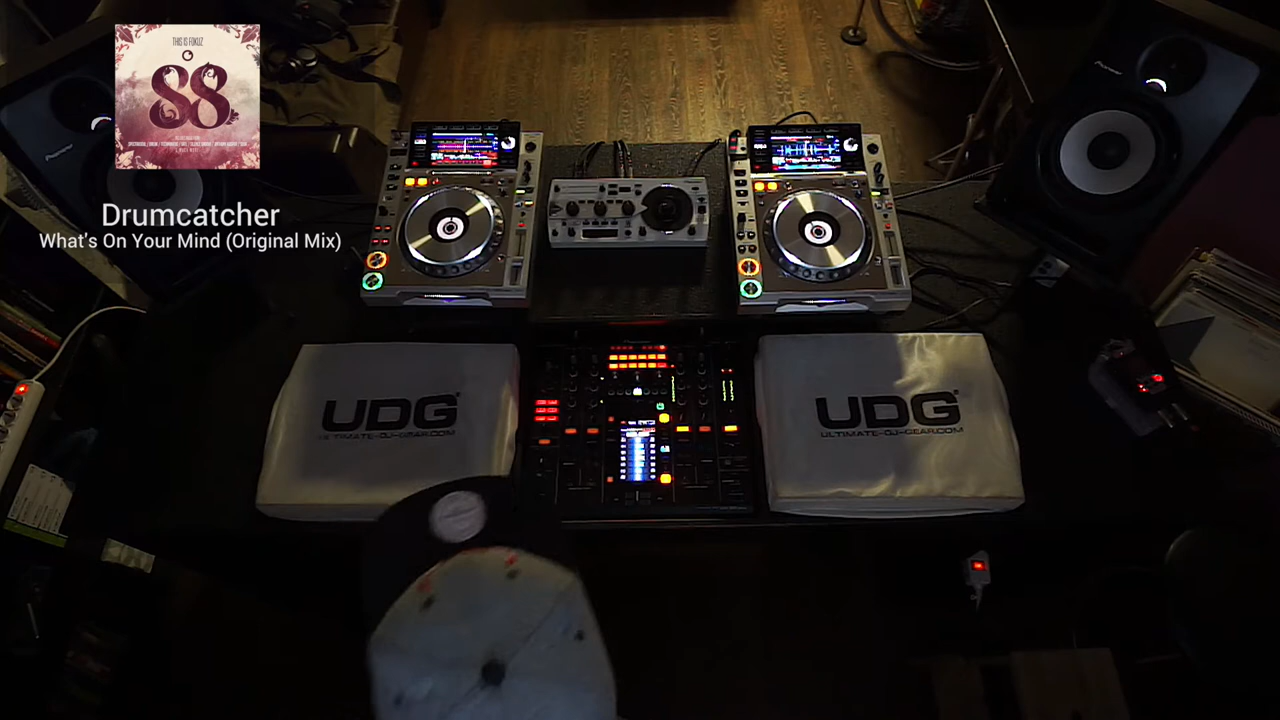 THIS IS FOKUZ
88
Drumcatcher
What's On Your Mind (Original Mix)
Pioneer
UDG
ULTIMATE-DJ-GEAR.COM
UDG
ULTIMATE-DJ-GEAR.COM